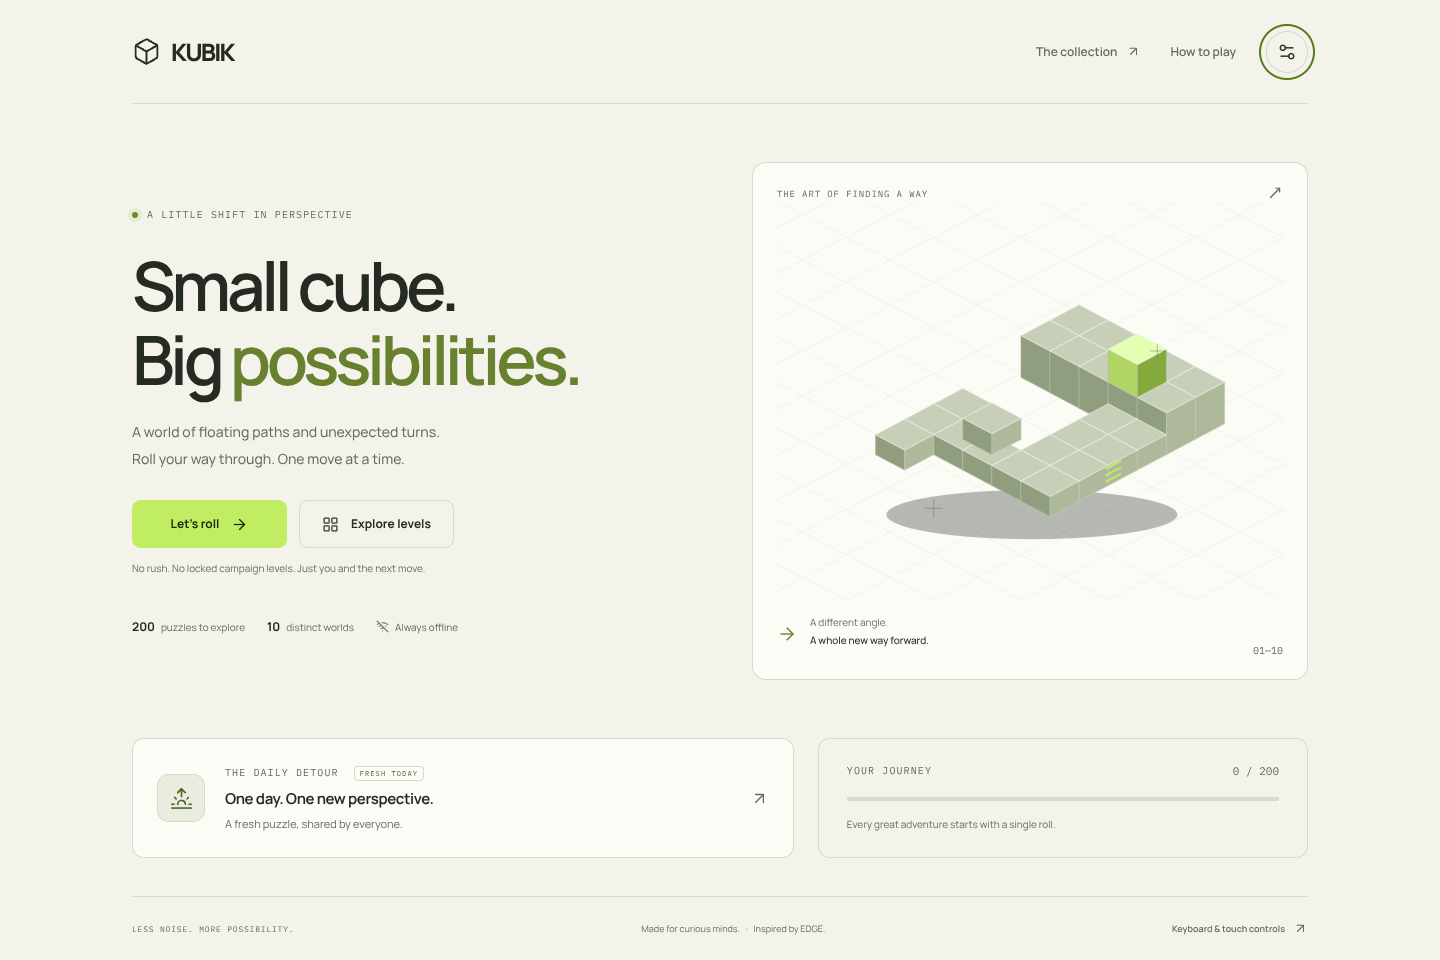 KUBIK
The collection
How to play
A LITTLE SHIFT IN PERSPECTIVE
Small cube.
Big possibilities.
A world of floating paths and unexpected turns.
Roll your way through. One move at a time.
Let's roll
Explore levels
No rush. No locked campaign levels. Just you and the next move.
200 puzzles to explore
10 distinct worlds
Always offline
THE ART OF FINDING A WAY
A different angle.
A whole new way forward.
01—10
THE DAILY DETOUR
FRESH TODAY
One day. One new perspective.
A fresh puzzle, shared by everyone.
YOUR JOURNEY
0 / 200
Every great adventure starts with a single roll.
LESS NOISE. MORE POSSIBILITY.
Made for curious minds. · Inspired by EDGE.
Keyboard & touch controls